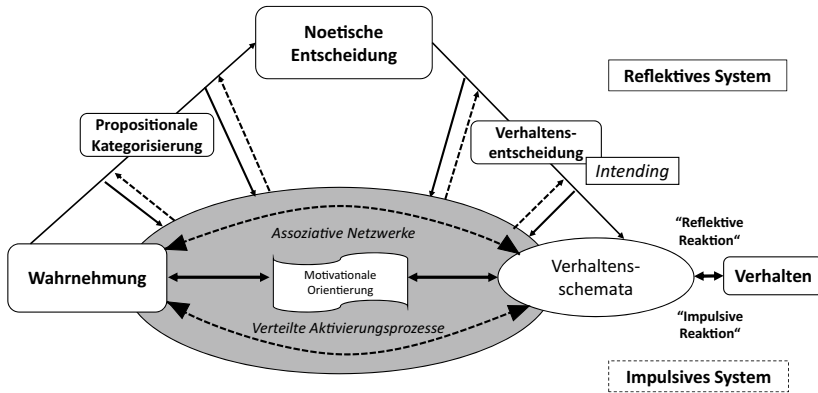 Noetische
Entscheidung
Reflektives System
Propositionale
Kategorisierung
Verhaltens-
entscheidung
Intending
Assoziative Netzwerke
"Reflektive
Reaktion"
Wahrnehmung
Motivationale
Orientierung
Verhaltens-
schemata
Verhalten
Verteilte Aktivierungsprozesse
"Impulsive
Reaktion"
Impulsives System